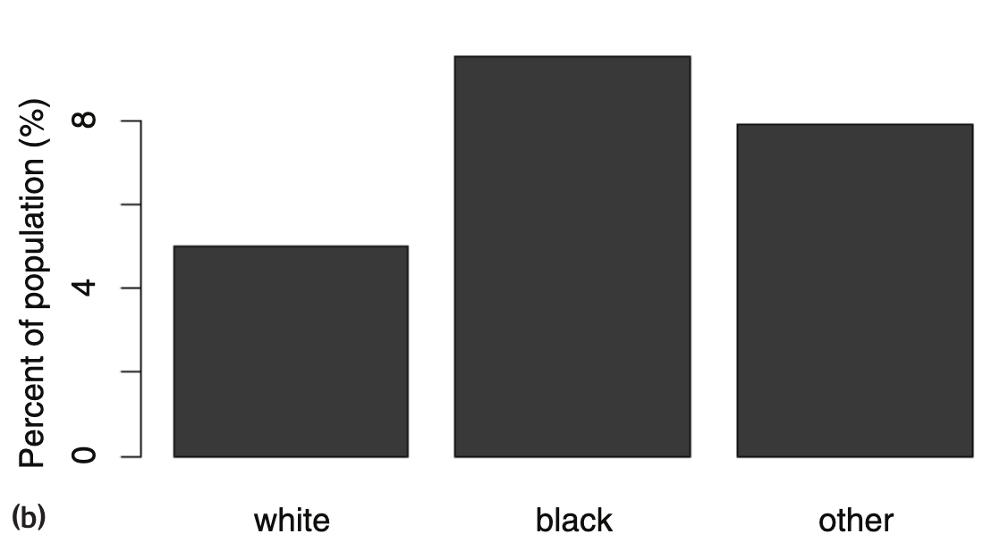 Percent of population (%)
8
4
0
white black other
(b)